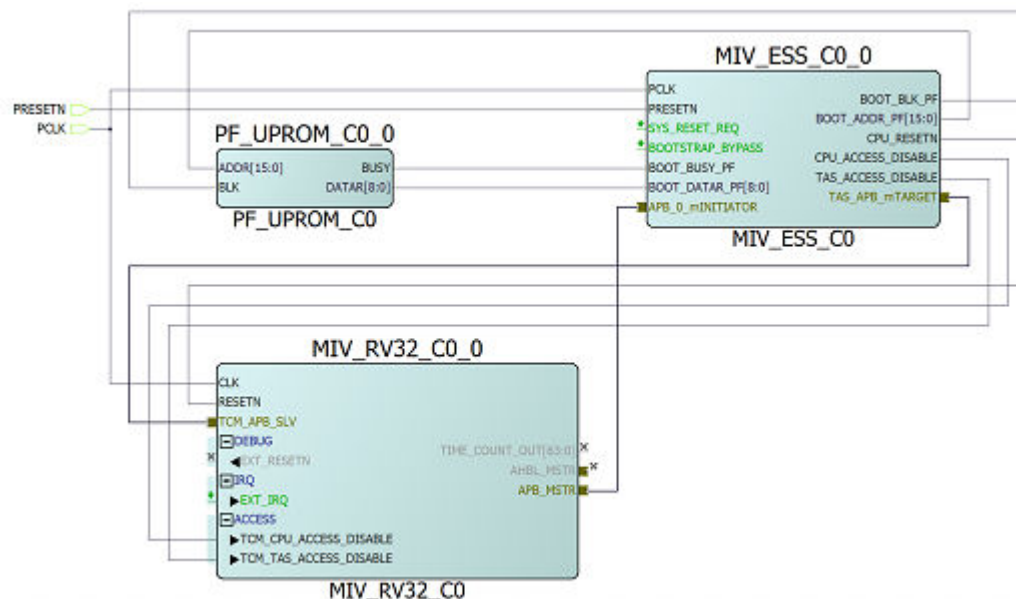 MIV_ESS_C0_0
PRESETN
PCLK
PCLK
PRESETN
SYS_RESET_REQ
BOOTSTRAP_BYPASS
BOOT_BUSY_PF
BOOT_DATAR_PF[8:0]
APB_0_mINITIATOR
BOOT_BLK_PF
BOOT_ADDR_PF[15:0]
CPU_RESETN
CPU_ACCESS_DISABLE
TAS_ACCESS_DISABLE
TAS_APB_mTARGET
MIV_ESS_C0
PF_UPROM_C0_0
ADDR[15:0]
BLK
BUSY
DATAR[8:0]
PF_UPROM_C0
MIV_RV32_C0_0
CLK
RESETN
TCM_APB_SLV
DEBUG
EXT_RESETN
IRQ
EXT_IRQ
ACCESS
TCM_CPU_ACCESS_DISABLE
TCM_TAS_ACCESS_DISABLE
TIME_COUNT_OUT[63:0]
AHBL_MSTR
APB_MSTR
MIV_RV32_C0